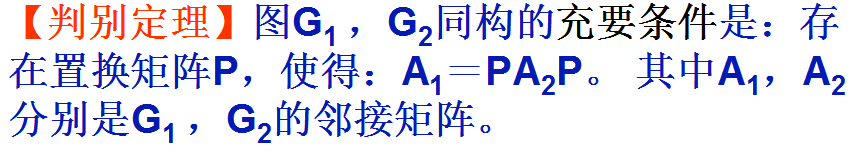 【判别定理】图G₁，G₂同构的充要条件是：存
在置换矩阵P，使得：A₁＝PA₂P。 其中A₁，A₂
分别是G₁，G₂的邻接矩阵。